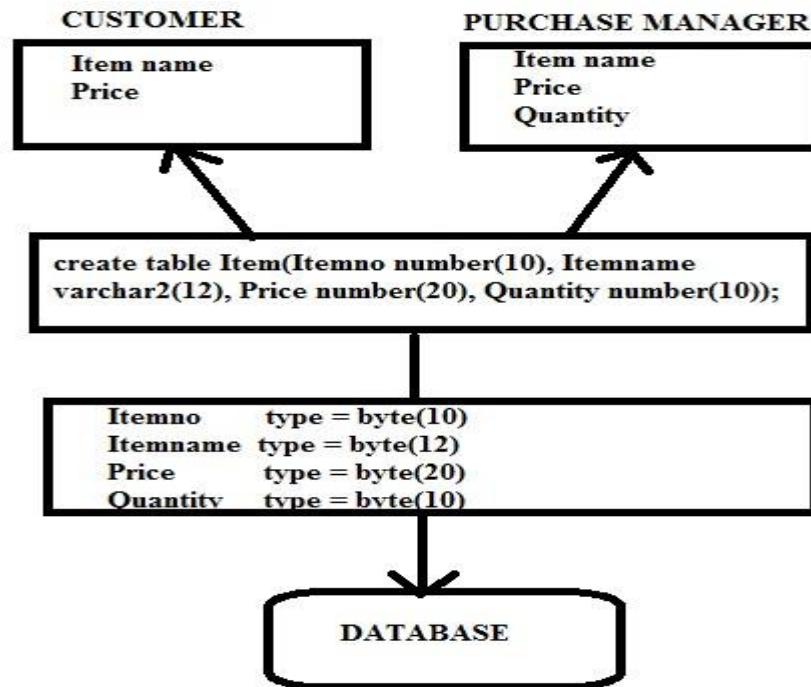 CUSTOMER
Item name
Price
PURCHASE MANAGER
Item name
Price
Quantity
create table Item(Itemno number(10), Itemname
varchar2(12), Price number(20), Quantity number(10));
Itemno type = byte(10)
Itemname type = byte(12)
Price type = byte(20)
Quantity type = byte(10)
DATABASE